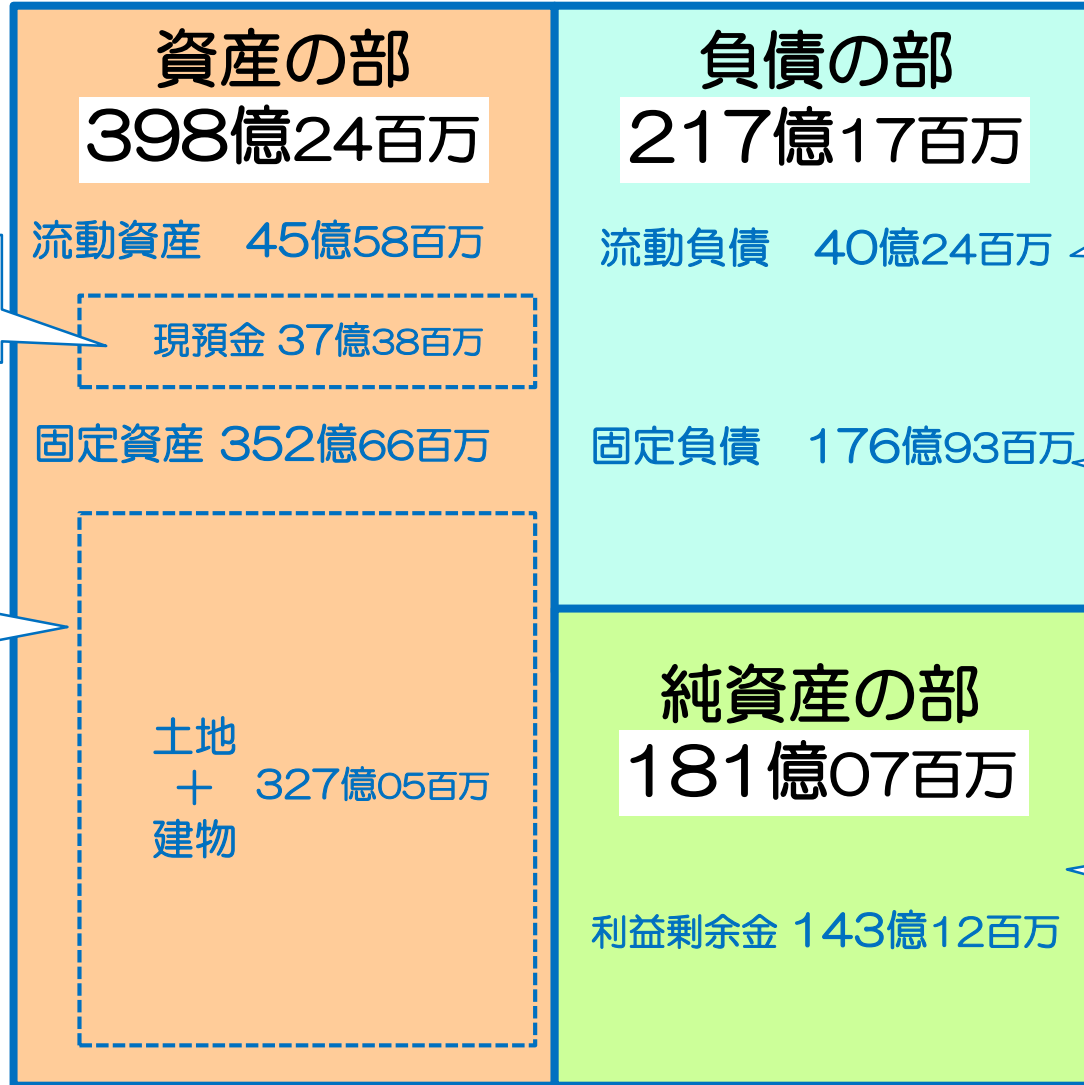 資産の部
398億24百万
流動資産 45億58百万
現預金 37億38百万
固定資産 352億66百万
土地
＋ 327億05百万
建物
負債の部
217億17百万
流動負債 40億24百万
固定負債 176億93百万
純資産の部
181億07百万
利益剰余金 143億12百万